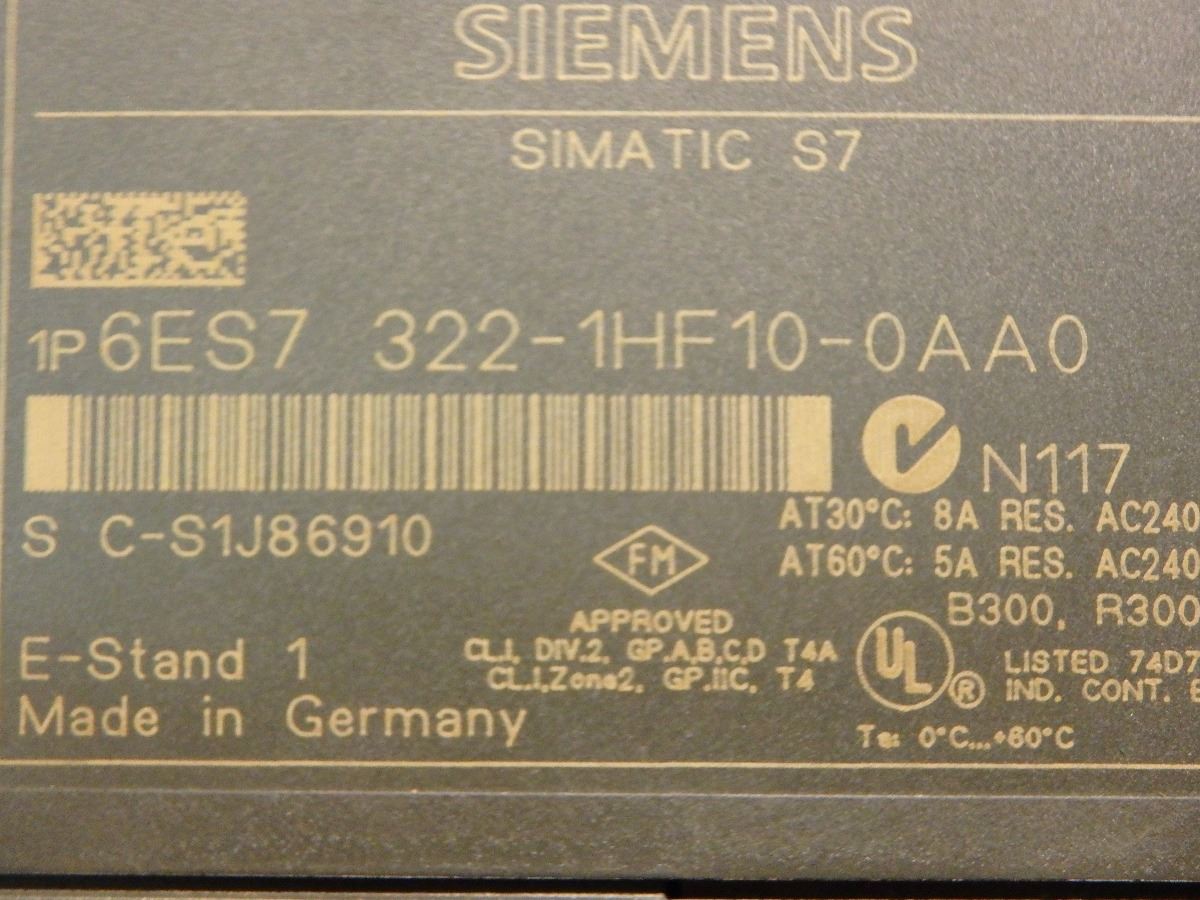 SIEMENS
SIMATIC S7
1P 6ES7 322-1HF10-0AA0
N117
S C-S1J86910
AT30°C: 8A RES. AC240
AT60°C: 5A RES. AC240
B300, R300
FM
APPROVED
CL.I, DIV.2, GP.A,B,C,D T4A
CL.I,Zone2, GP.IIC, T4
UL ®
LISTED 74D7
IND. CONT.
Ta: 0°C...+60°C
E-Stand 1
Made in Germany